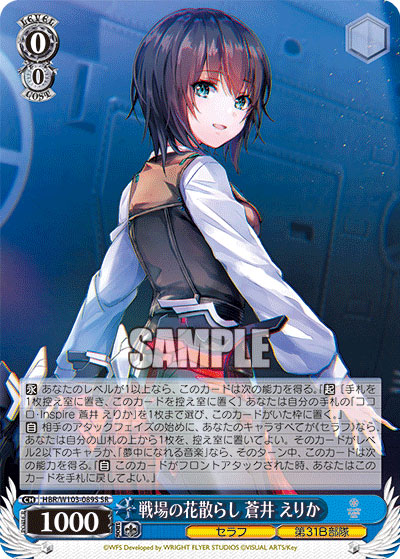 LEVEL
0
0
COST
SAMPLE
永 あなたのレベルが1以上なら、このカードは次の能力を得る。『起 [手札を
1枚控え室に置き、このカードを控え室に置く] あなたは自分の手札の「ココ
ロ・Inspire 蒼井 えりか」を1枚まで選び、このカードがいた枠に置く。』
自 相手のアタックフェイズの始めに、あなたのキャラすべてが《セラフ》なら
あなたは自分の山札の上から1枚を、控え室に置いてよい。そのカードがレベ
ル2以下のキャラか、「夢中になれる音楽」なら、そのターン中、このカードは
次の能力を得る。『自 このカードがフロントアタックされた時、あなたはこれ
このカードを手札に戻してよい。』
CH HBR/W103-089S SR
1000
戦場の花散らし 蒼井 えりか
セラフ
第31B部隊
©WFS Developed by WRIGHT FLYER STUDIOS ©VISUAL ARTS/Key